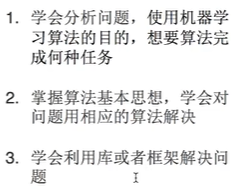 1. 学会分析问题，使用机器学
习算法的目的，想要算法完
成何种任务
2. 掌握算法基本思想，学会对
问题用相应的算法解决
3. 学会利用库或者框架解决问
题